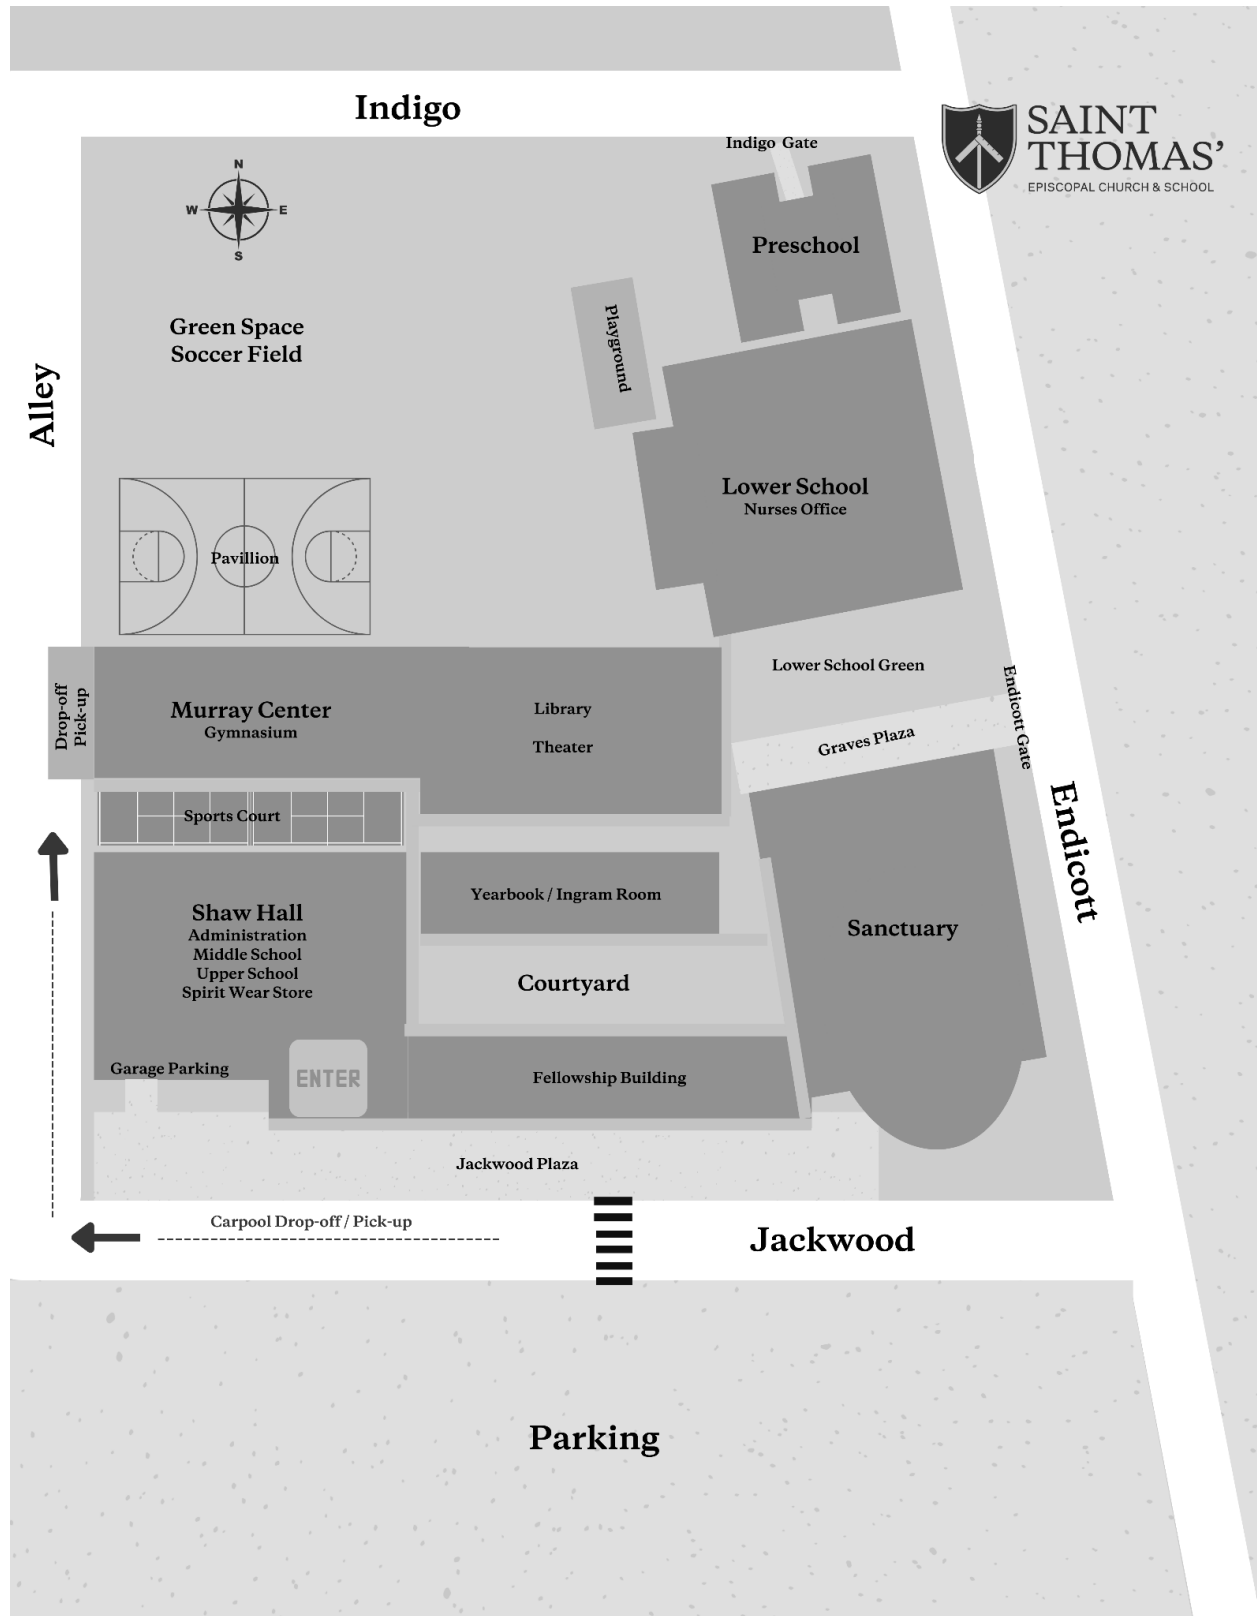 Indigo
Indigo Gate
SAINT
THOMAS’
EPISCOPAL CHURCH & SCHOOL
N
W
E
S
Preschool
Green Space
Soccer Field
Playground
Alley
Lower School
Nurses Office
Pavillion
Lower School Green
Endicott Gate
Drop-off
Pick-up
Murray Center
Gymnasium
Library
Theater
Graves Plaza
Endicott
Sports Court
Yearbook / Ingram Room
Shaw Hall
Administration
Middle School
Upper School
Spirit Wear Store
Sanctuary
Courtyard
Garage Parking
ENTER
Fellowship Building
Jackwood Plaza
Carpool Drop-off / Pick-up
Jackwood
Parking